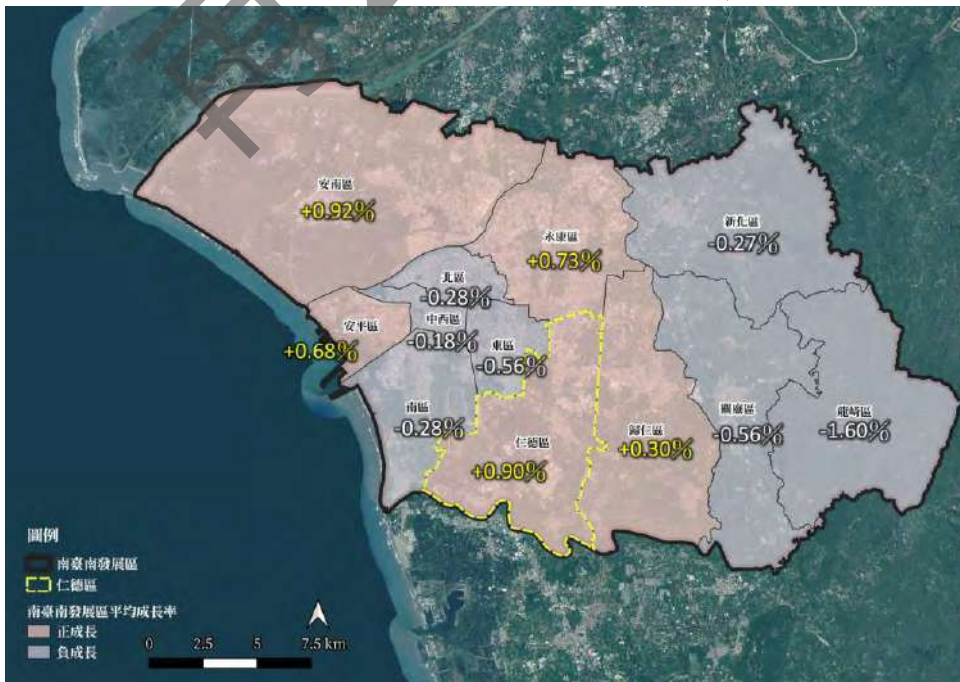 安南區
+0.92%
永康區
+0.73%
新化區
-0.27%
北區
-0.28%
中西區
-0.18%
安平區
+0.68%
東區
-0.56%
南區
-0.28%
仁德區
+0.90%
歸仁區
+0.30%
關廟區
-0.56%
龍崎區
-1.60%
圖例
南臺南發展區
仁德區
南臺南發展區平均成長率
正成長
負成長
0 2.5 5 7.5 km